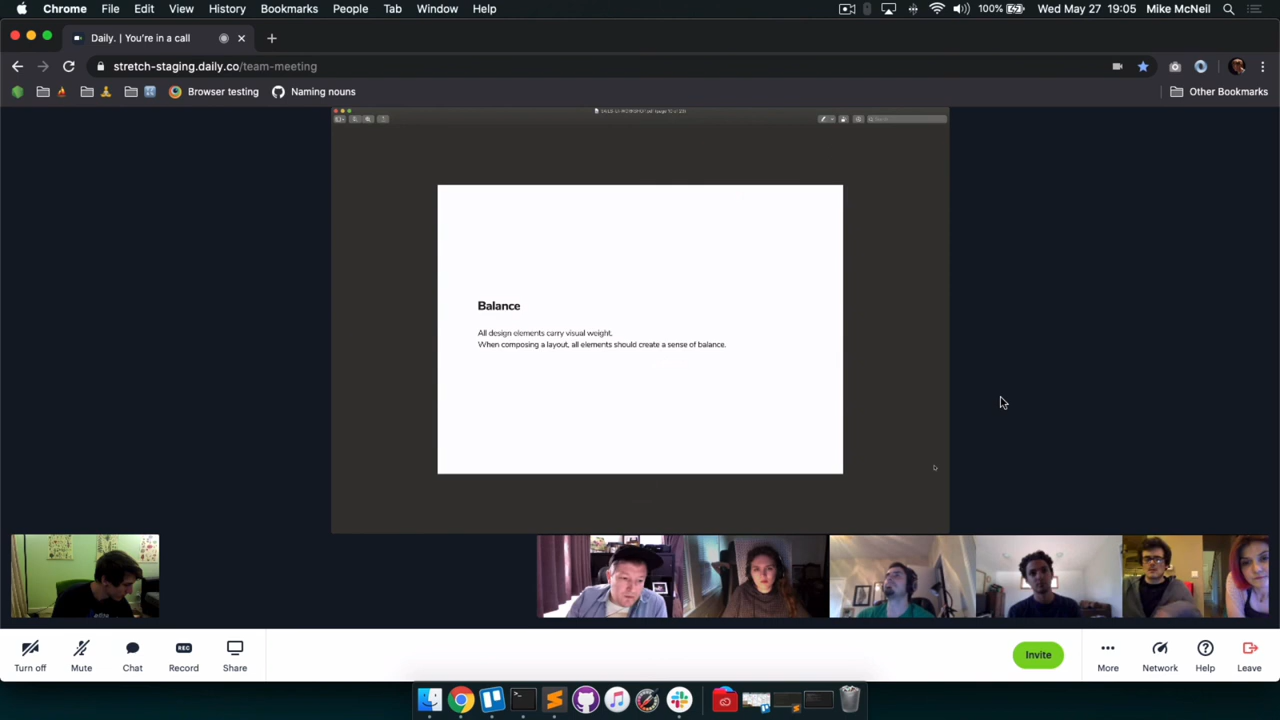 Chrome File Edit View History Bookmarks People Tab Window Help
100% Wed May 27 19:05 Mike McNeil
Daily. | You're in a call
stretch-staging.daily.co/team-meeting
Browser testing Naming nouns Other Bookmarks
Balance
All design elements carry visual weight.
When composing a layout, all elements should create a sense of balance.
REC
Turn off Mute Chat Record Share Invite More Network Help Leave